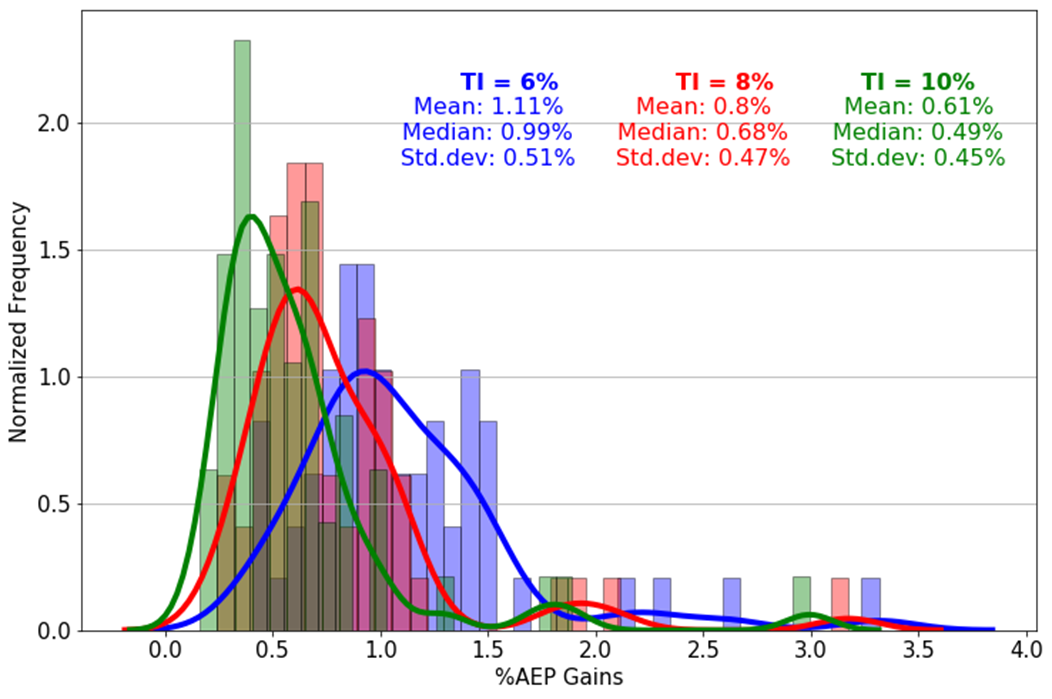 TI = 6% TI = 8% TI = 10%
Mean: 1.11% Mean: 0.8% Mean: 0.61%
Median: 0.99% Median: 0.68% Median: 0.49%
Std.dev: 0.51% Std.dev: 0.47% Std.dev: 0.45%
Normalized Frequency
2.0
1.5
1.0
0.5
0.0
0.0 0.5 1.0 1.5 2.0 2.5 3.0 3.5 4.0
%AEP Gains